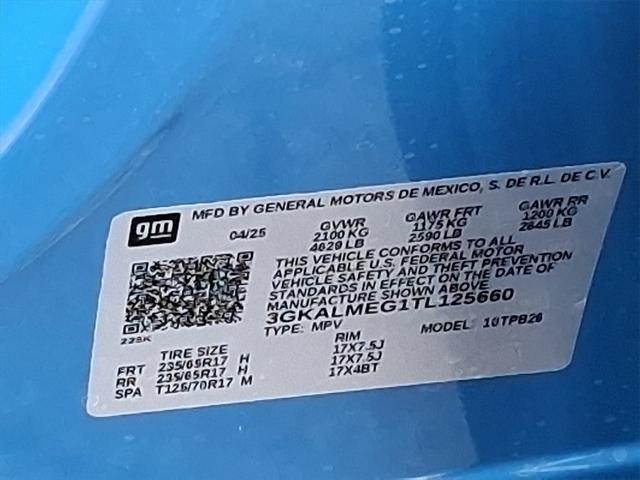 gm MFD BY GENERAL MOTORS DE MEXICO, S. DE R.L. DE C.V.
04/25 GVWR GAWR FRT GAWR RR
2100 KG 1175 KG 1200 KG
4629 LB 2590 LB 2645 LB
THIS VEHICLE CONFORMS TO ALL
APPLICABLE U.S. FEDERAL MOTOR
VEHICLE SAFETY AND THEFT PREVENTION
STANDARDS IN EFFECT ON THE DATE OF
MANUFACTURE SHOWN ABOVE
3GKALMEG1TL125660
TYPE: MPV MODEL: 10TPB26
TIRE SIZE RIM
FRT 235/65R17 H 17X7.5J
RR 235/65R17 H 17X7.5J
SPA T125/70R17 M 17X4BT